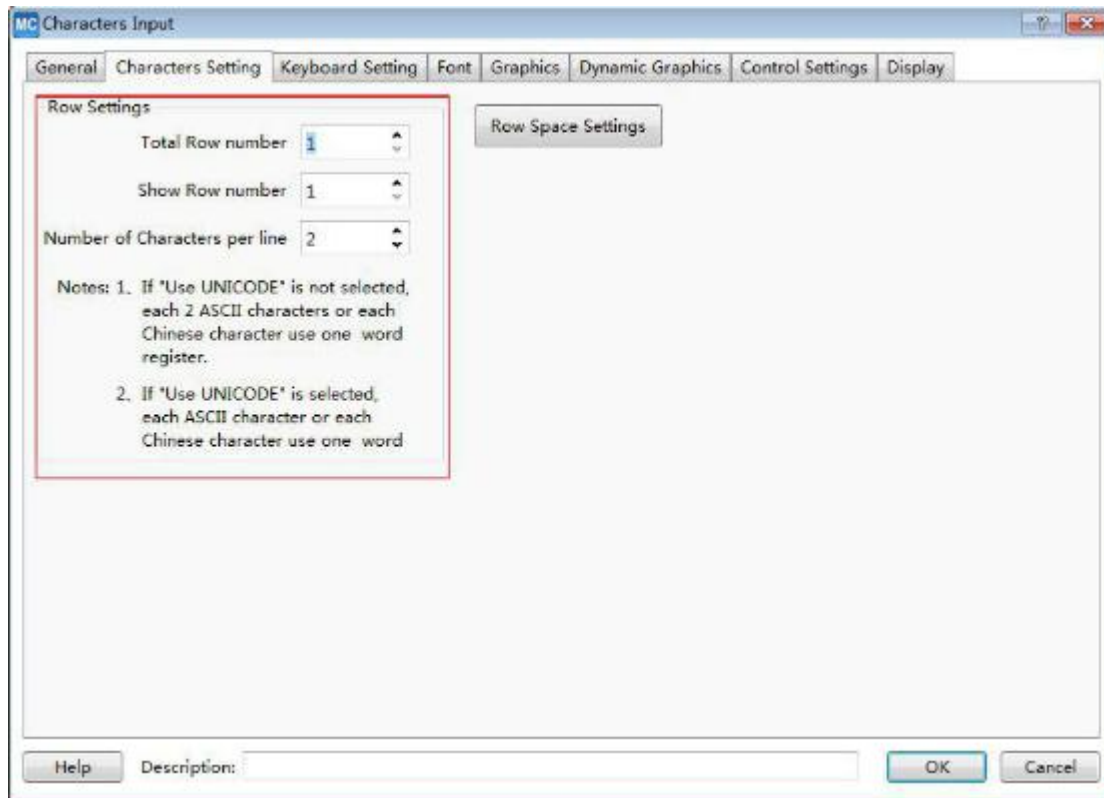 MC Characters Input
General Characters Setting Keyboard Setting Font Graphics Dynamic Graphics Control Settings Display
Row Settings
Row Space Settings
Total Row number 1
Show Row number 1
Number of Characters per line 2
Notes: 1、If "Use UNICODE" is not selected,
each 2 ASCII characters or each
Chinese character use one word
register.
2、If "Use UNICODE" is selected,
each ASCII character or each
Chinese character use one word
Help Description: OK Cancel